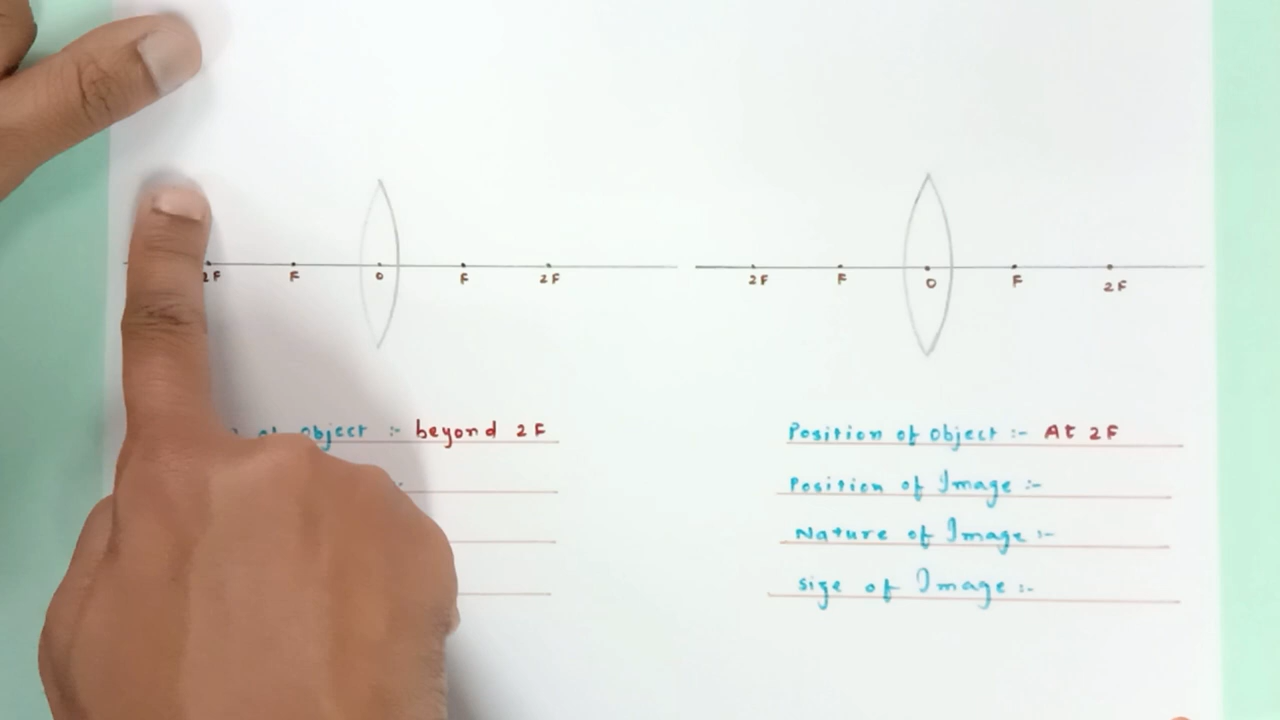 2F F O F 2F
2F F O F 2F
object :- beyond 2F
Position of object :- At 2F
Position of Image :-
Nature of Image :-
size of Image :-